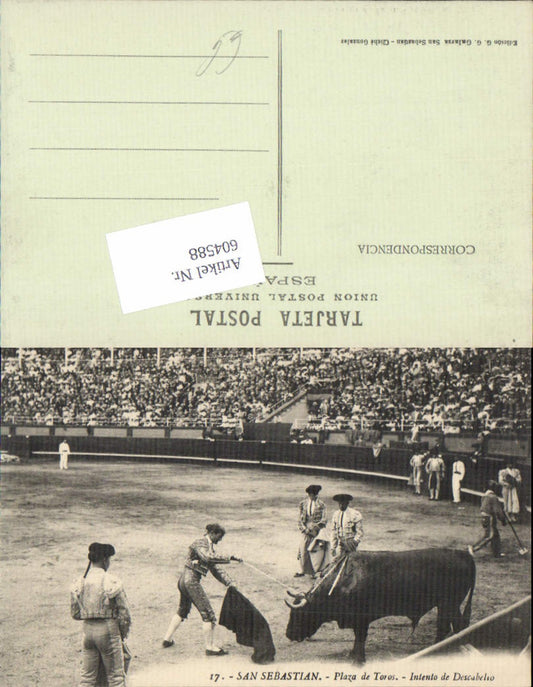 Edición G. G. Galarza San Sebastian - Cliché Gonzalez
CORRESPONDENCIA
TARJETA POSTAL
UNION POSTAL UNIVERS
ESPA
Artikel Nr.
604588
17. - SAN SEBASTIAN. - Plaza de Toros. - Intento de Descabello